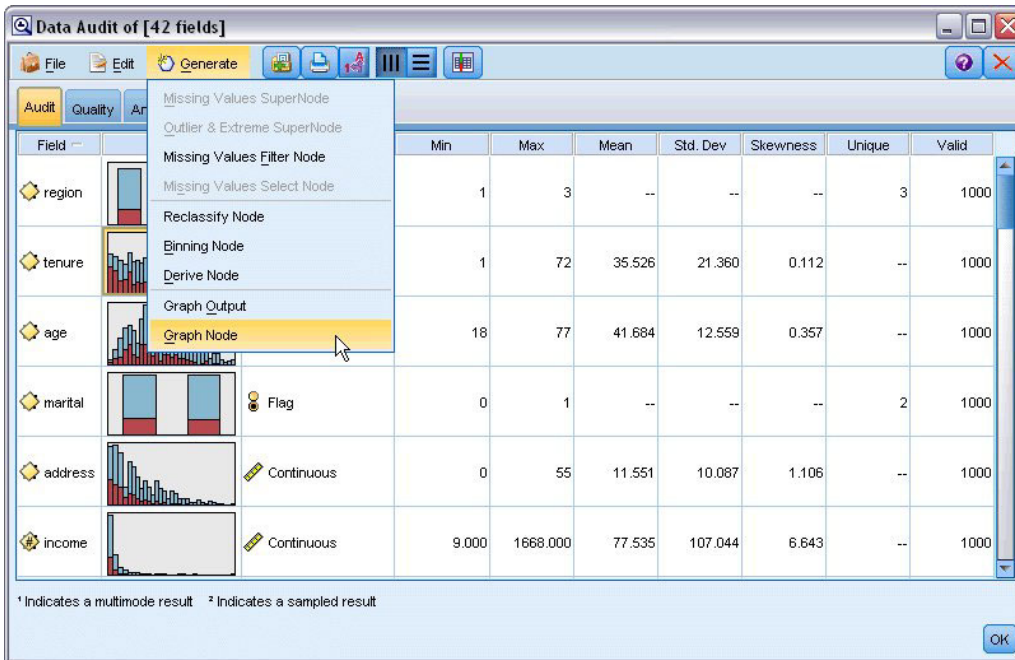 Data Audit of [42 fields]
File Edit Generate
Audit Quality An
Missing Values SuperNode
Outlier & Extreme SuperNode
Missing Values Filter Node
Missing Values Select Node
Reclassify Node
Binning Node
Derive Node
Graph Output
Graph Node
Field Min Max Mean Std. Dev Skewness Unique Valid
region 1 3 -- -- -- 3 1000
tenure 1 72 35.526 21.360 0.112 -- 1000
age 18 77 41.684 12.559 0.357 -- 1000
marital Flag 0 1 -- -- -- 2 1000
address Continuous 0 55 11.551 10.087 1.106 -- 1000
income Continuous 9.000 1668.000 77.535 107.044 6.643 -- 1000
¹ Indicates a multimode result ² Indicates a sampled result
OK